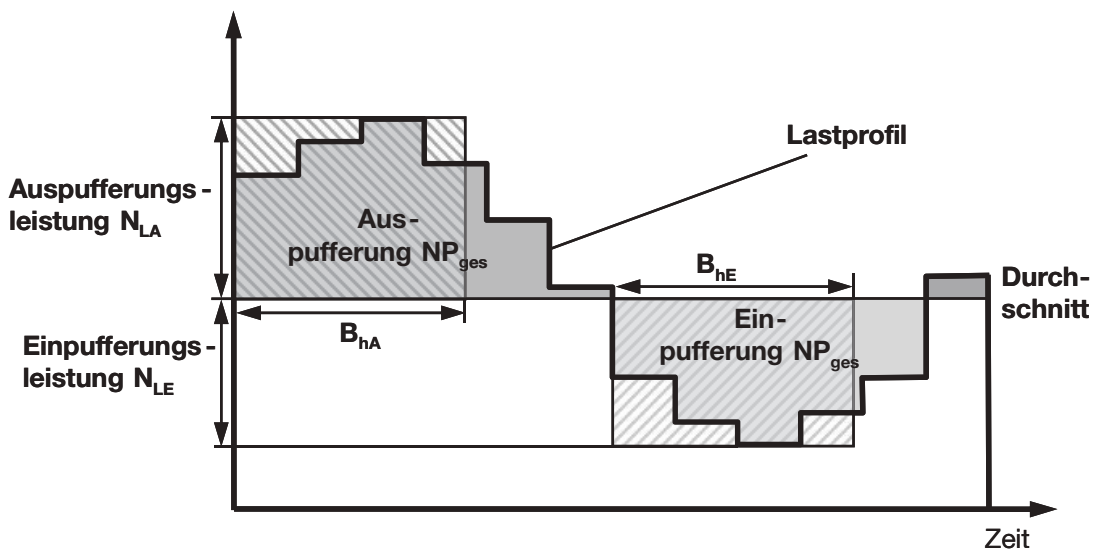 Lastprofil
Auspufferungs-
leistung N_LA
Aus-
pufferung NP_ges
B_hE
Durch-
schnitt
B_hA
Ein-
pufferung NP_ges
Einpufferungs-
leistung N_LE
Zeit